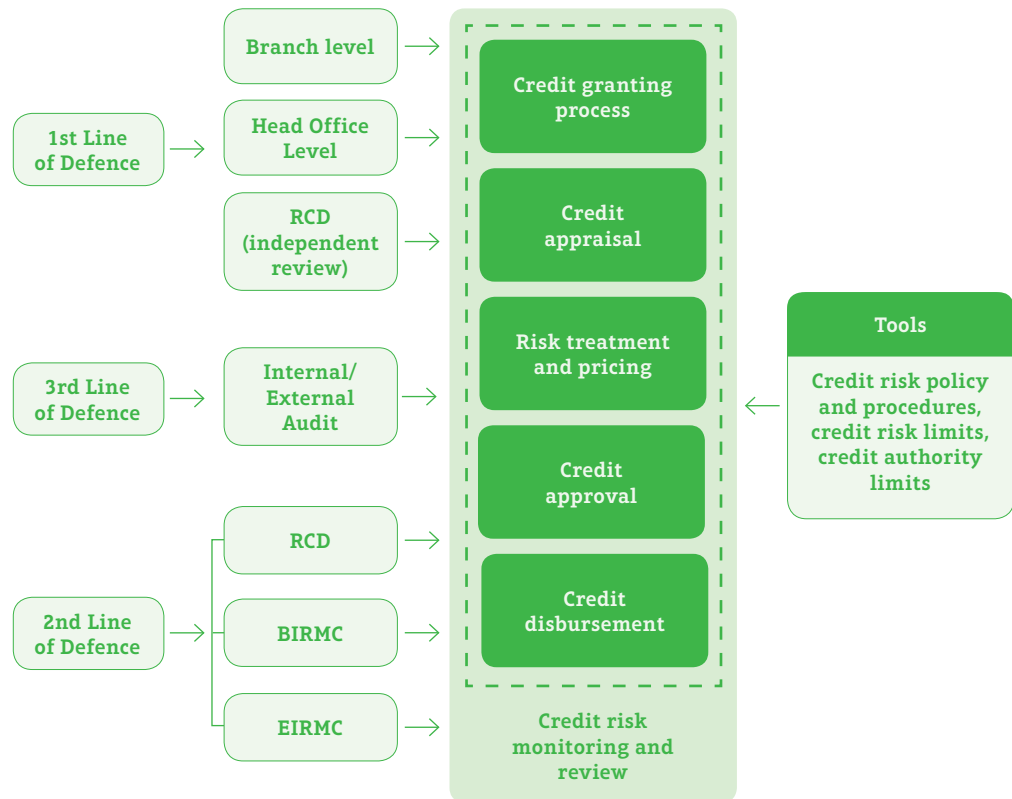 1st Line
of Defence
Branch level
Head Office
Level
RCD
(independent
review)
3rd Line
of Defence
Internal/
External
Audit
2nd Line
of Defence
RCD
BIRMC
EIRMC
Credit granting
process
Credit
appraisal
Risk treatment
and pricing
Credit
approval
Credit
disbursement
Credit risk
monitoring and
review
Tools
Credit risk policy
and procedures,
credit risk limits,
credit authority
limits